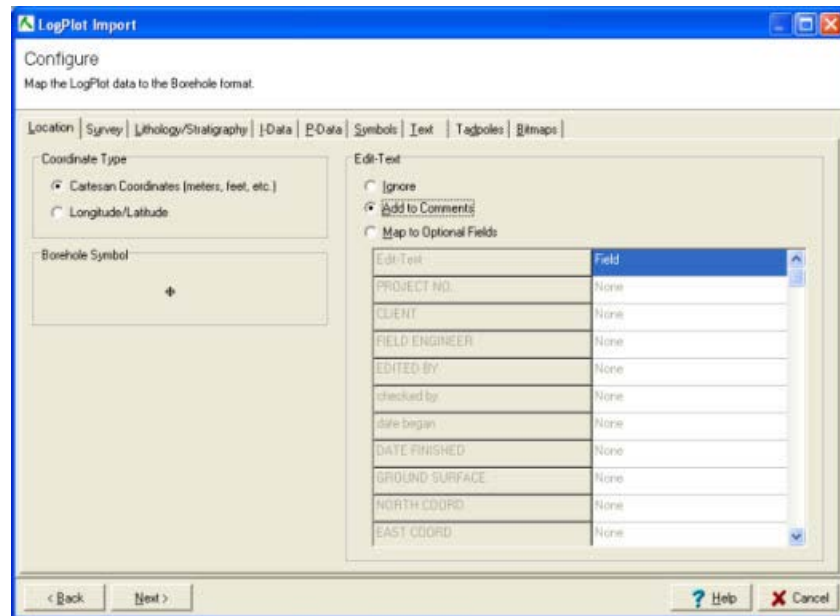 LogPlot Import
Configure
Map the LogPlot data to the Borehole format.
Location Survey Lithology/Stratigraphy I-Data P-Data Symbols Text Tadpoles Bitmaps
Coordinate Type
Cartesan Coordinates (meters, feet, etc.)
Longitude/Latitude
Borehole Symbol
Edit-Text
Ignore
Add to Comments
Map to Optional Fields
Edit-Text Field
PROJECT NO. None
CLIENT None
FIELD ENGINEER None
EDITED BY None
checked by None
date began None
DATE FINISHED None
GROUND SURFACE None
NORTH COORD None
EAST COORD None
< Back Next > Help Cancel